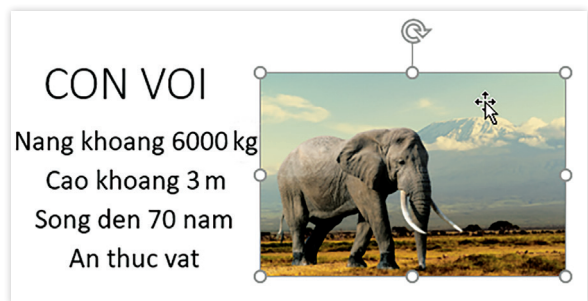 CON VOI
Nang khoang 6000 kg
Cao khoang 3 m
Song den 70 nam
An thuc vat